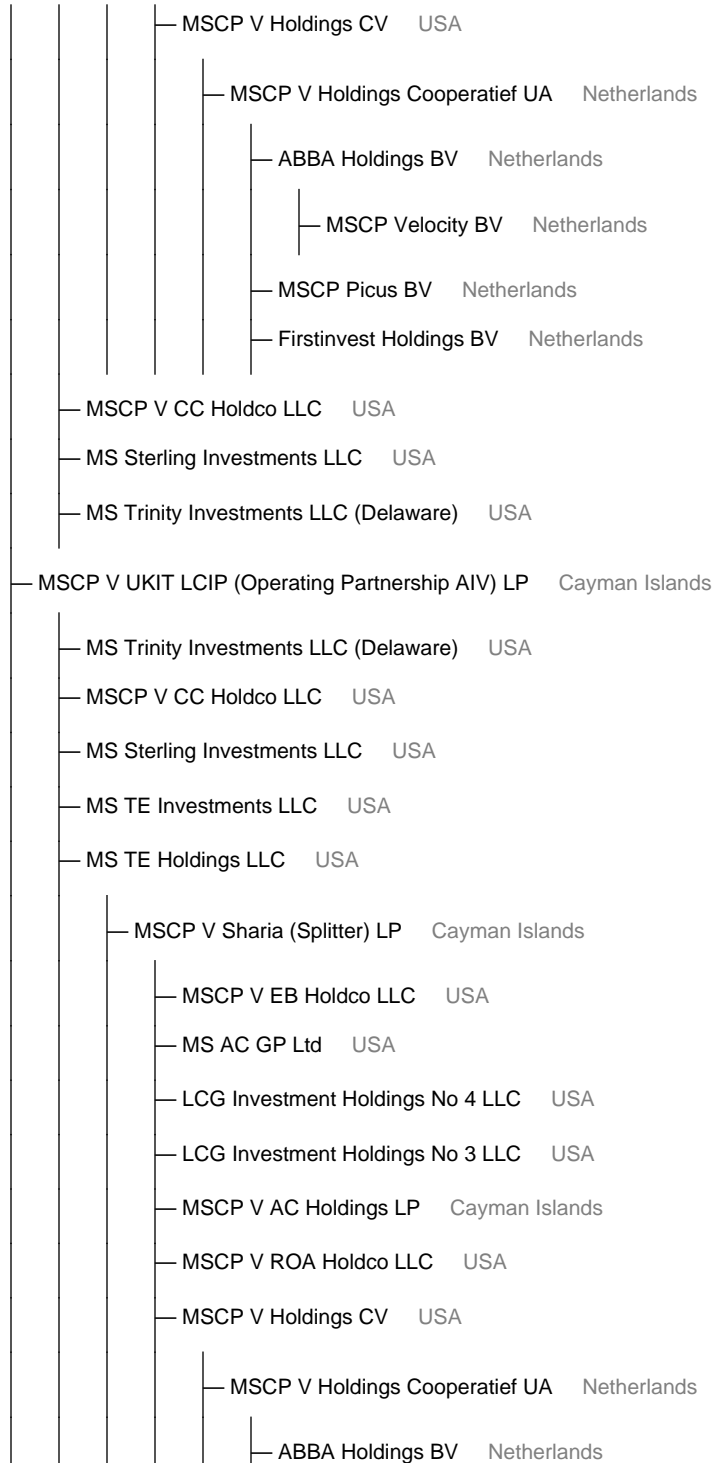 MSCP V Holdings CV USA
MSCP V Holdings Cooperatief UA Netherlands
ABBA Holdings BV Netherlands
MSCP Velocity BV Netherlands
MSCP Picus BV Netherlands
Firstinvest Holdings BV Netherlands
MSCP V CC Holdco LLC USA
MS Sterling Investments LLC USA
MS Trinity Investments LLC (Delaware) USA
MSCP V UKIT LCIP (Operating Partnership AIV) LP Cayman Islands
MS Trinity Investments LLC (Delaware) USA
MSCP V CC Holdco LLC USA
MS Sterling Investments LLC USA
MS TE Investments LLC USA
MS TE Holdings LLC USA
MSCP V Sharia (Splitter) LP Cayman Islands
MSCP V EB Holdco LLC USA
MS AC GP Ltd USA
LCG Investment Holdings No 4 LLC USA
LCG Investment Holdings No 3 LLC USA
MSCP V AC Holdings LP Cayman Islands
MSCP V ROA Holdco LLC USA
MSCP V Holdings CV USA
MSCP V Holdings Cooperatief UA Netherlands
ABBA Holdings BV Netherlands